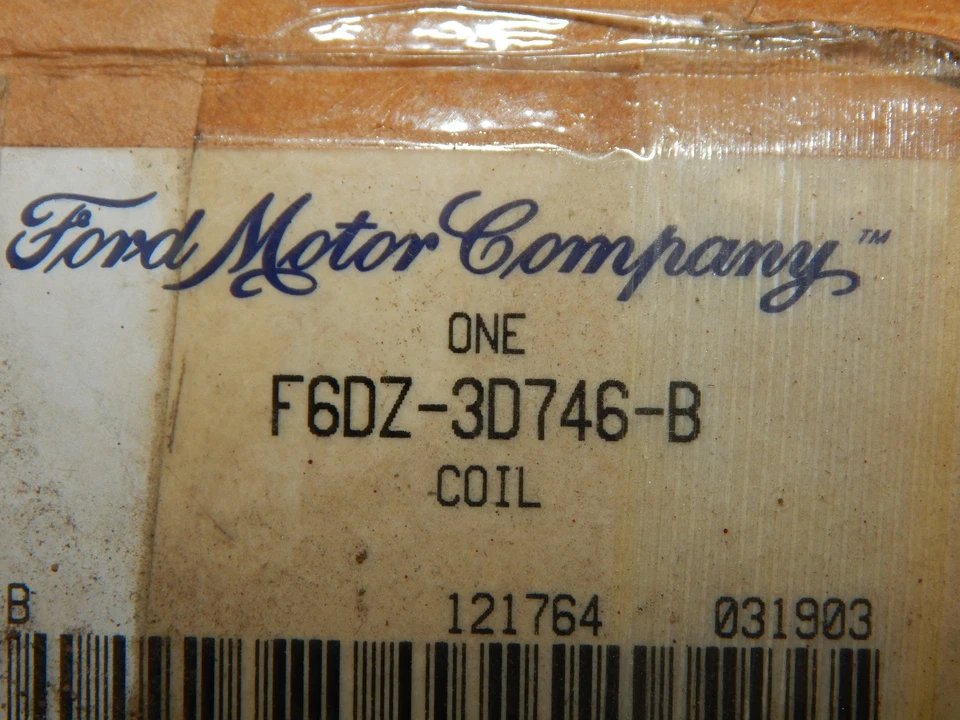 Ford Motor Company™
ONE
F6DZ-3D746-B
COIL
B 121764 031903